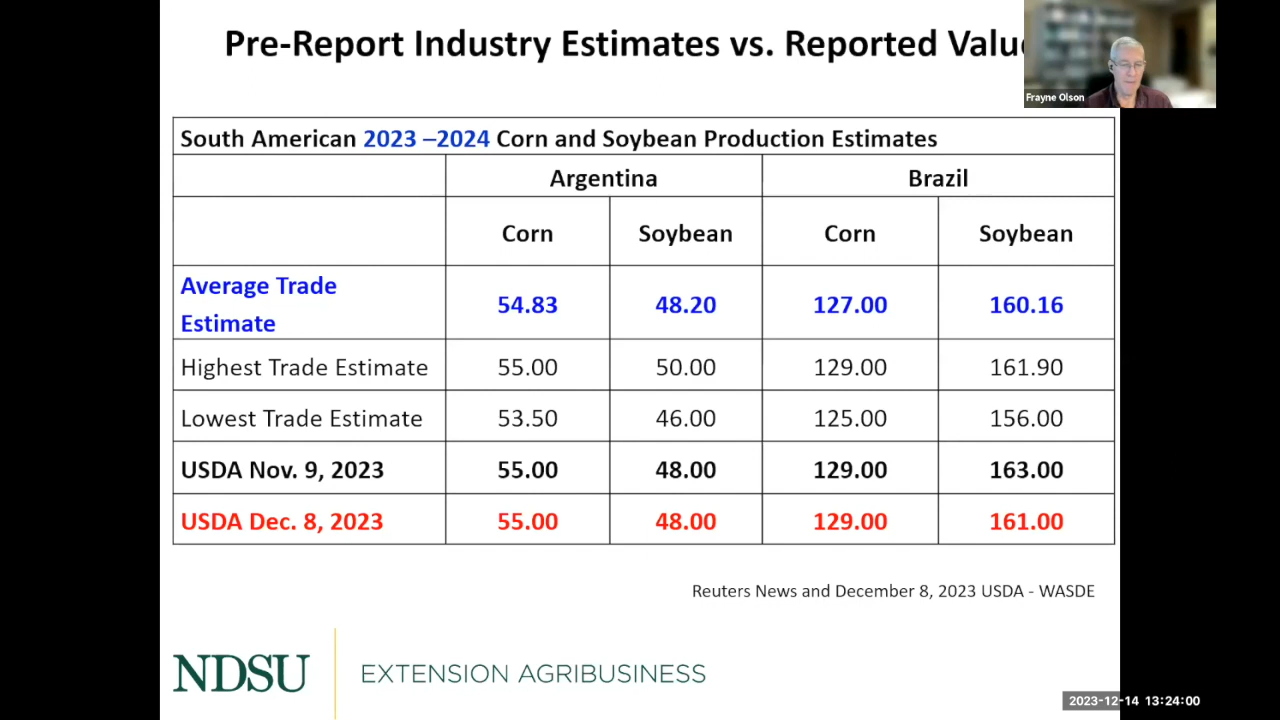 Pre-Report Industry Estimates vs. Reported
Frayne Olson
South American 2023 –2024 Corn and Soybean Production Estimates
Argentina Brazil
Corn Soybean Corn Soybean
Average Trade
Estimate
54.83 48.20 127.00 160.16
Highest Trade Estimate 55.00 50.00 129.00 161.90
Lowest Trade Estimate 53.50 46.00 125.00 156.00
USDA Nov. 9, 2023 55.00 48.00 129.00 163.00
USDA Dec. 8, 2023 55.00 48.00 129.00 161.00
Reuters News and December 8, 2023 USDA - WASDE
NDSU EXTENSION AGRIBUSINESS
2023-12-14 13:24:00